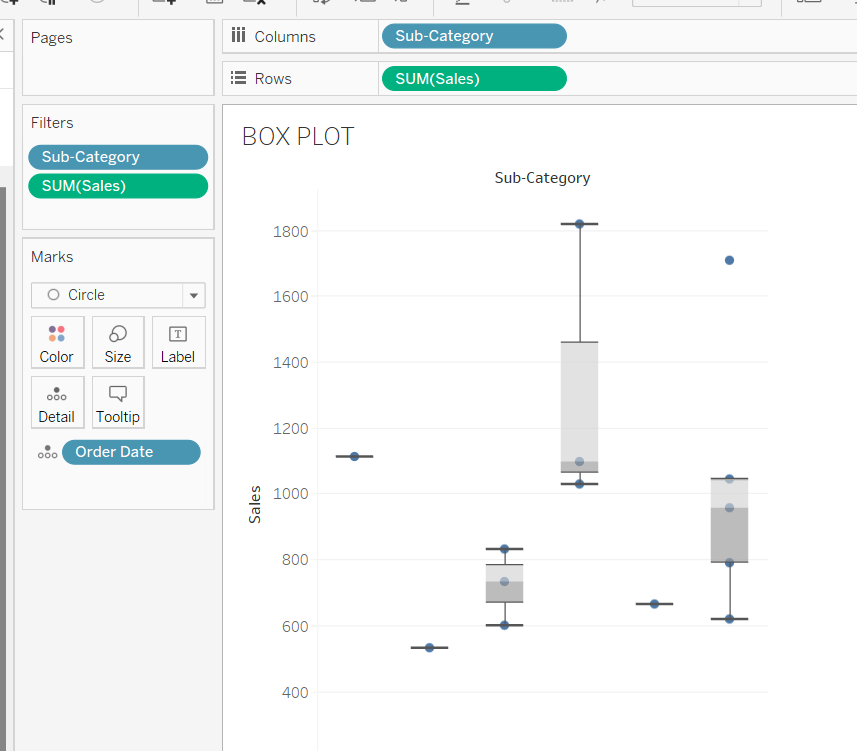 Pages
Columns
Sub-Category
Rows
SUM(Sales)
Filters
Sub-Category
SUM(Sales)
Marks
Circle
Color
Size
T
Label
Detail
Tooltip
Order Date
BOX PLOT
Sub-Category
1800
1600
1400
1200
1000
800
600
400
Sales